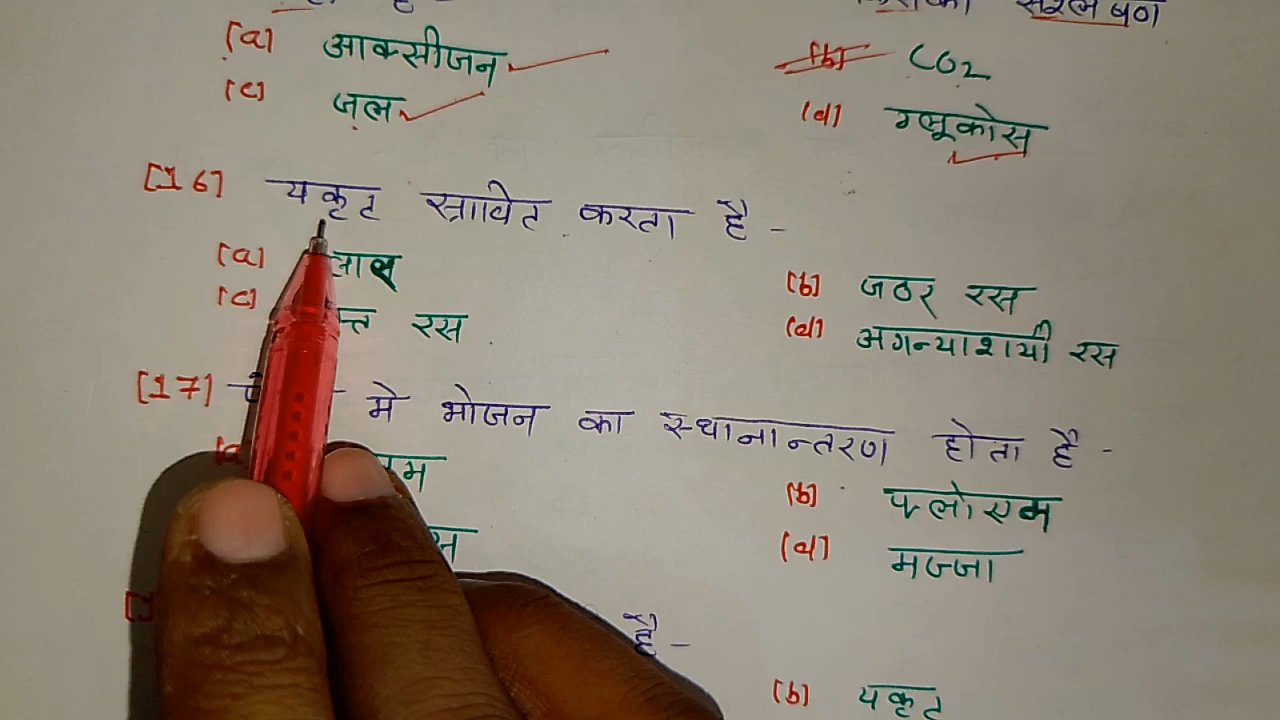 संश्लेषण
[a] आक्सीजन
[b] CO2
[c] जल
[d] ग्लूकोस
[16] यकृत स्रावित करता है -
[a]
[b] जठर रस
[c] रस
[d] अगन्याशयी रस
[17] मे भोजन का स्थानान्तरण होता है -
[b] फ्लोएम
[d] मज्जा
है -
[b] यकृत